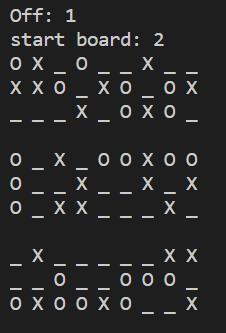 Off: 1
start board: 2
O X _ O _ _ X _ _
X X O _ X O _ O X
_ _ _ X _ O X O _

O _ X _ O O X O O
O _ _ X _ _ X _ X
O _ X X _ _ _ X _

_ X _ _ _ _ _ X X
_ _ O _ _ O O O _
O X O O X O _ _ X